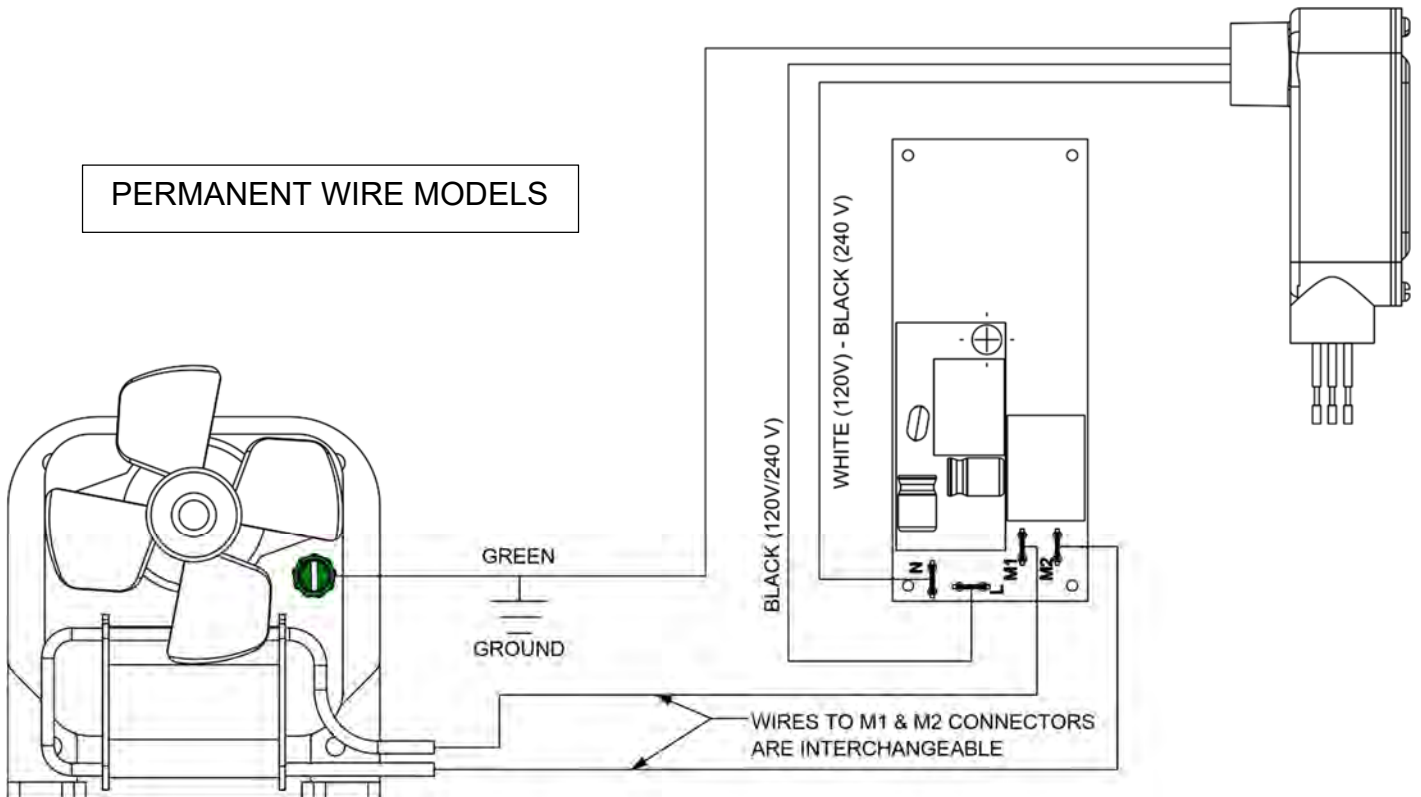 PERMANENT WIRE MODELS
WHITE (120V) - BLACK (240 V)
BLACK (120V/240 V)
N
L
M1
M2
GREEN
GROUND
WIRES TO M1 & M2 CONNECTORS
ARE INTERCHANGEABLE